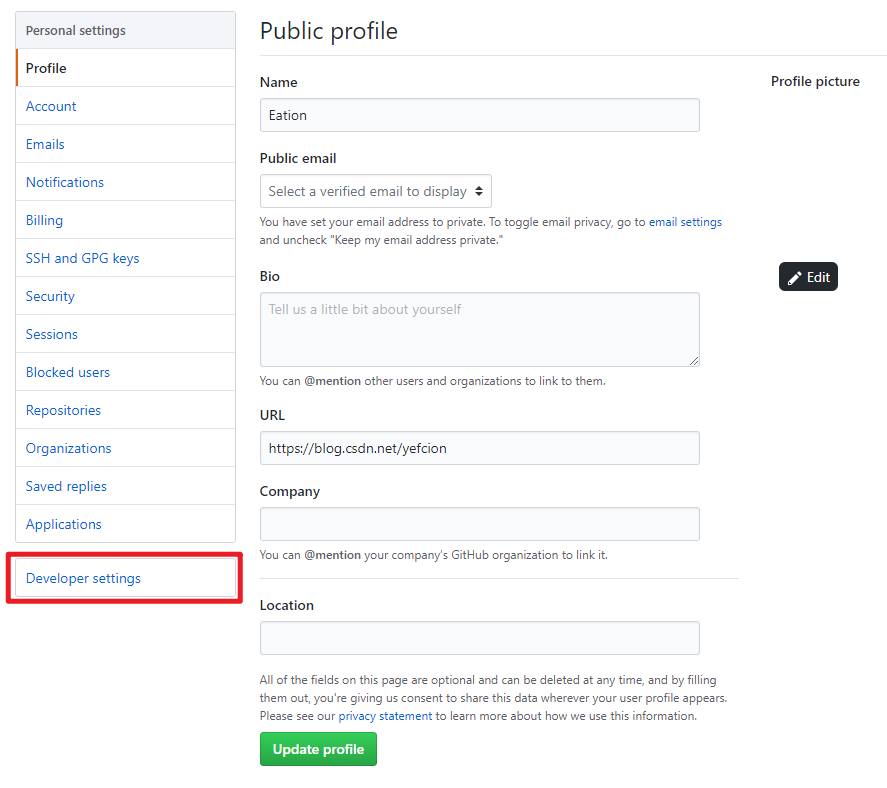 Personal settings
Profile
Account
Emails
Notifications
Billing
SSH and GPG keys
Security
Sessions
Blocked users
Repositories
Organizations
Saved replies
Applications
Developer settings
Public profile
Name
Eation
Public email
Select a verified email to display
You have set your email address to private. To toggle email privacy, go to email settings
and uncheck "Keep my email address private."
Bio
Tell us a little bit about yourself
You can @mention other users and organizations to link to them.
URL
https://blog.csdn.net/yefcion
Company
You can @mention your company's GitHub organization to link it.
Location
All of the fields on this page are optional and can be deleted at any time, and by filling
them out, you're giving us consent to share this data wherever your user profile appears.
Please see our privacy statement to learn more about how we use this information.
Update profile
Profile picture
Edit